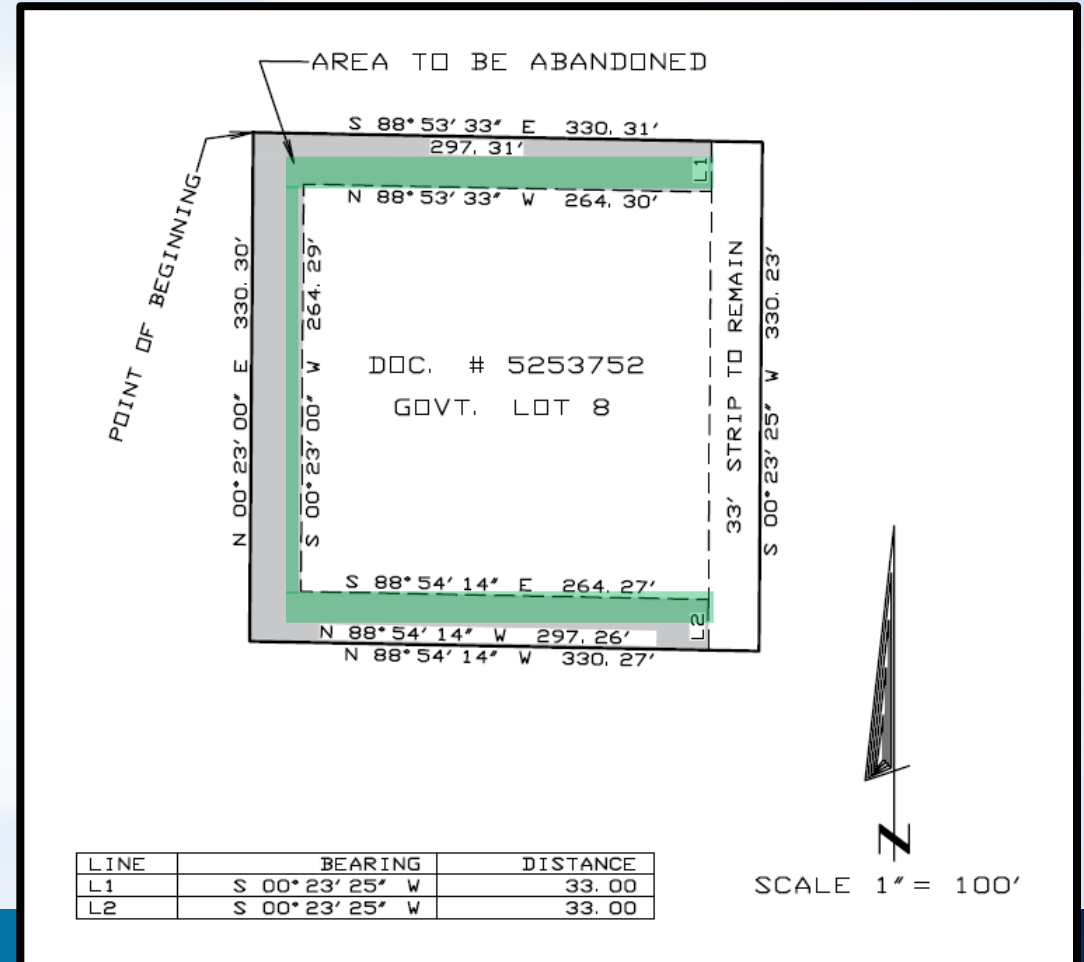 AREA TO BE ABANDONED
S 88°53'33" E 330.31'
297.31'
L1
N 88°53'33" W 264.30'
POINT OF BEGINNING
N 00°23'00" E 330.30'
S 00°23'00" W 264.29'
DOC. # 5253752
GOVT. LOT 8
33' STRIP TO REMAIN
S 00°23'25" W 330.23'
S 88°54'14" E 264.27'
L2
N 88°54'14" W 297.26'
N 88°54'14" W 330.27'
N
SCALE 1"= 100'
LINE BEARING DISTANCE
L1 S 00°23'25" W 33.00
L2 S 00°23'25" W 33.00